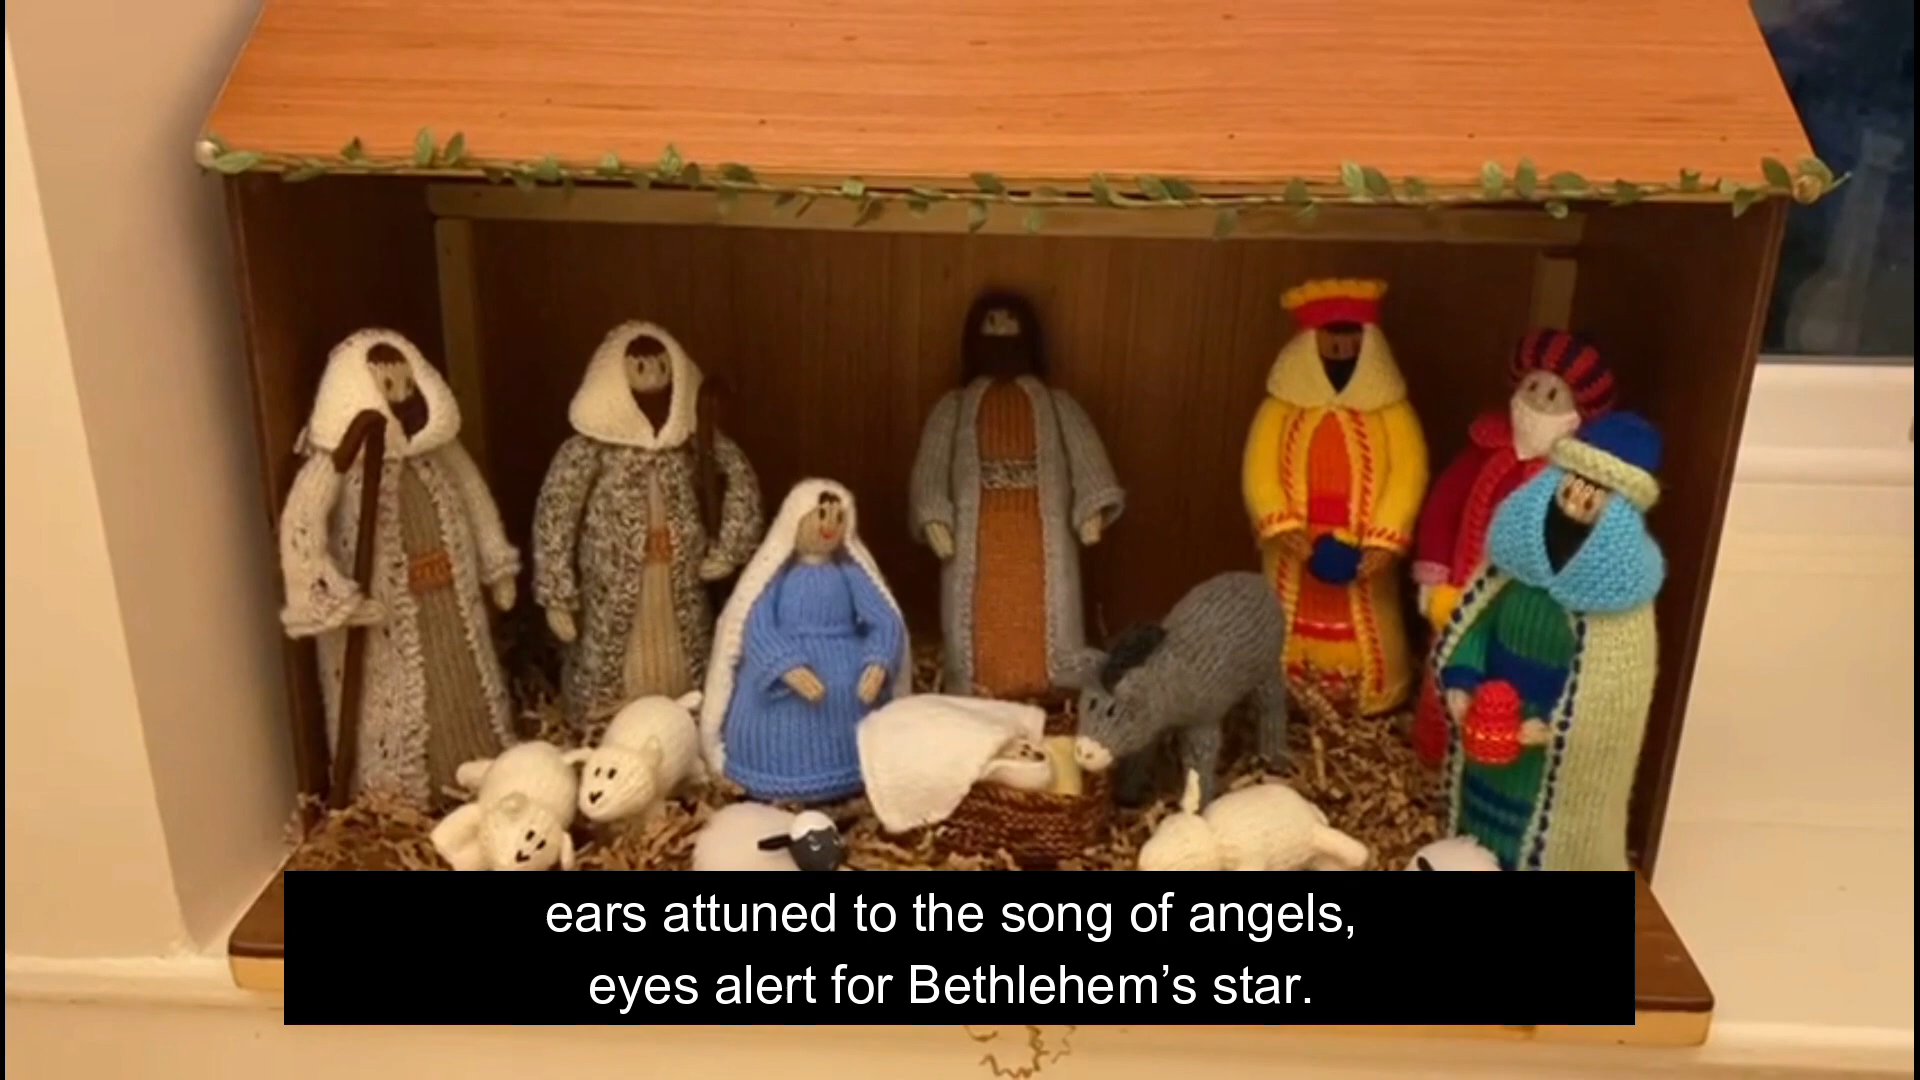 ears attuned to the song of angels,
eyes alert for Bethlehem’s star.